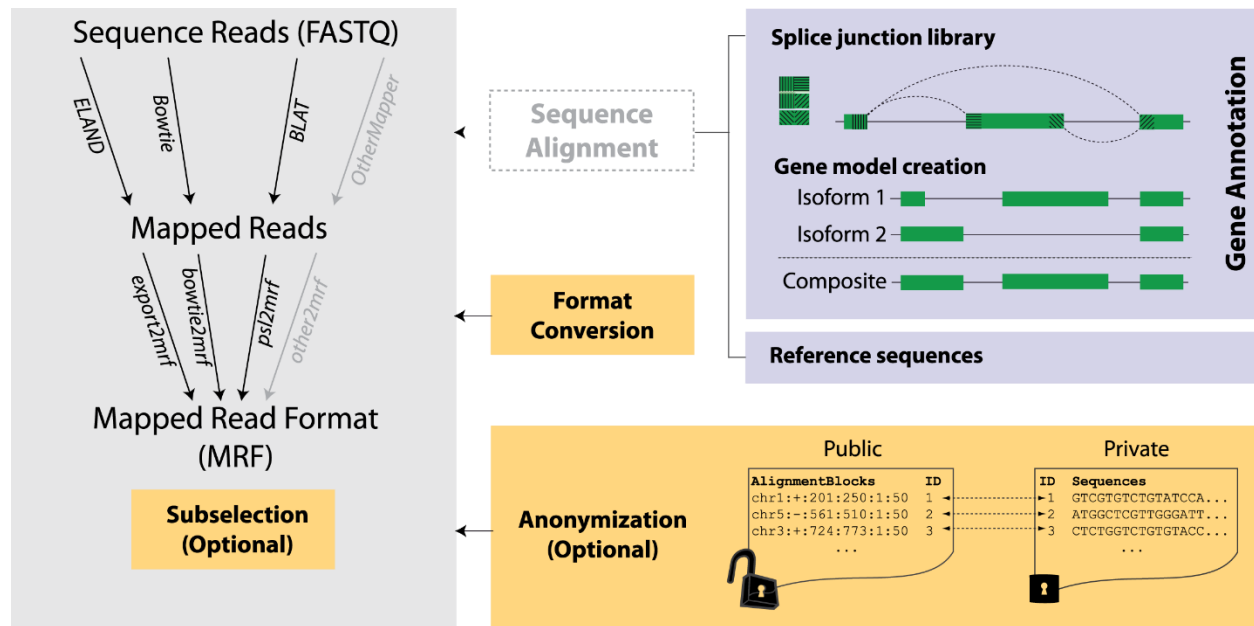 Sequence Reads (FASTQ)
ELAND
Bowtie
BLAT
OtherMapper
Mapped Reads
export2mrf
bowtie2mrf
psl2mrf
other2mrf
Mapped Read Format
(MRF)
Subselection
(Optional)
Sequence
Alignment
Format
Conversion
Splice junction library
Gene model creation
Isoform 1
Isoform 2
Composite
Gene Annotation
Reference sequences
Anonymization
(Optional)
Public
AlignmentBlocks ID
chr1:+:201:250:1:50 1
chr5:-:561:510:1:50 2
chr3:+:724:773:1:50 3
...
Private
ID Sequences
1 GTCGTGTCTGTATCCA...
2 ATGGCTCGTTGGGATT...
3 CTCTGGTCTGTGTACC...
...